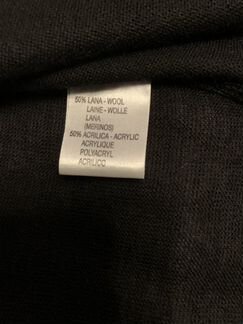 50% LANA - WOOL
LAINE - WOLLE
LANA
(MERINOS)
50% ACRILICA - ACRYLIC
ACRYLIQUE
POLYACRYL
ACRILICO